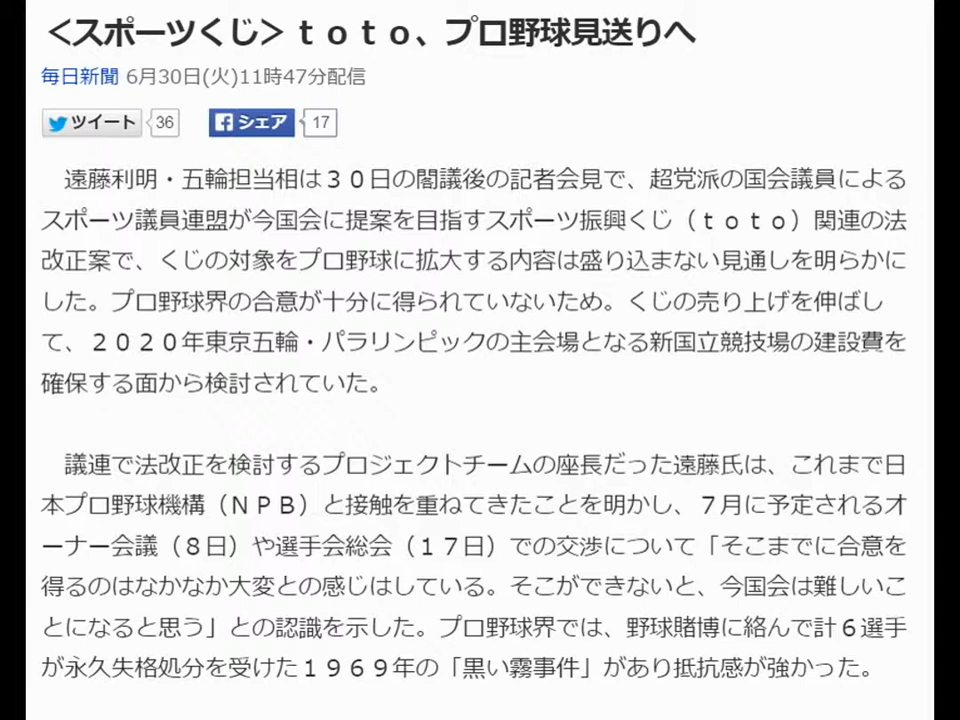 ＜スポーツくじ＞ｔｏｔｏ、プロ野球見送りへ
毎日新聞 6月30日(火)11時47分配信
ツイート 36 シェア 17
　遠藤利明・五輪担当相は３０日の閣議後の記者会見で、超党派の国会議員による
スポーツ議員連盟が今国会に提案を目指すスポーツ振興くじ（ｔｏｔｏ）関連の法
改正案で、くじの対象をプロ野球に拡大する内容は盛り込まない見通しを明らかに
した。プロ野球界の合意が十分に得られていないため。くじの売り上げを伸ばし
て、２０２０年東京五輪・パラリンピックの主会場となる新国立競技場の建設費を
確保する面から検討されていた。
　議連で法改正を検討するプロジェクトチームの座長だった遠藤氏は、これまで日
本プロ野球機構（ＮＰＢ）と接触を重ねてきたことを明かし、７月に予定されるオ
ーナー会議（８日）や選手会総会（１７日）での交渉について「そこまでに合意を
得るのはなかなか大変との感じはしている。そこができないと、今国会は難しいこ
とになると思う」との認識を示した。プロ野球界では、野球賭博に絡んで計６選手
が永久失格処分を受けた１９６９年の「黒い霧事件」があり抵抗感が強かった。